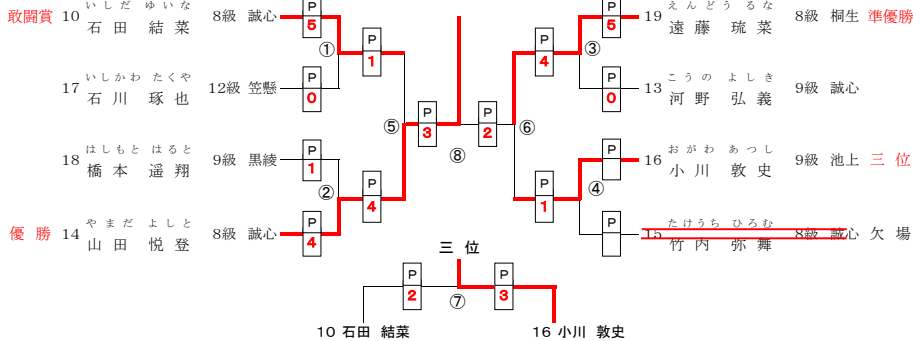 いしだ ゆいな
敢闘賞 10 石田 結菜 8級 誠心 P 5
①
P 1
いしかわ たくや
17 石川 琢也 12級 笠懸 P 0
⑤
P 3
はしもと はると
18 橋本 遥翔 9級 黒綾 P 1
②
P 4
やまだ よしと
優勝 14 山田 悦登 8級 誠心 P 4
⑧
えんどう るな
P 5 19 遠藤 琉菜 8級 桐生 準優勝
P 4
③
こうの よしき
P 0 13 河野 弘義 9級 誠心
P 2
⑥
おがわ あつし
P 16 小川 敦史 9級 池上 三位
④
P 1
たけうち ひろむ
P 15 竹内 弥舞 8級 誠心 欠場
三位
P 2
⑦
P 3
10 石田 結菜
16 小川 敦史